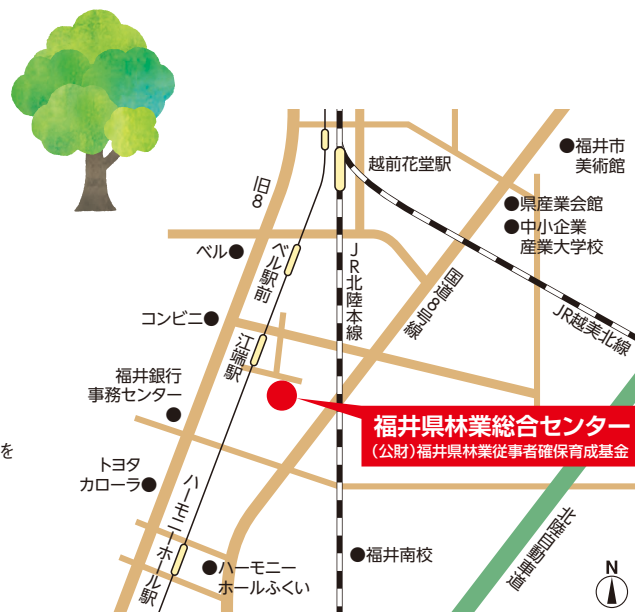 福井市
美術館
越前花堂駅
旧8
県産業会館
中小企業
産業大学校
ベル
ベル駅前
JR北陸本線
国道8号線
コンビニ
JR越美北線
江端駅
福井銀行
事務センター
福井県林業総合センター
(公財)福井県林業従事者確保育成基金
を
トヨタ
カローラ
ハーモニーホール駅
北陸自動車道
福井南校
ハーモニー
ホールふくい
N